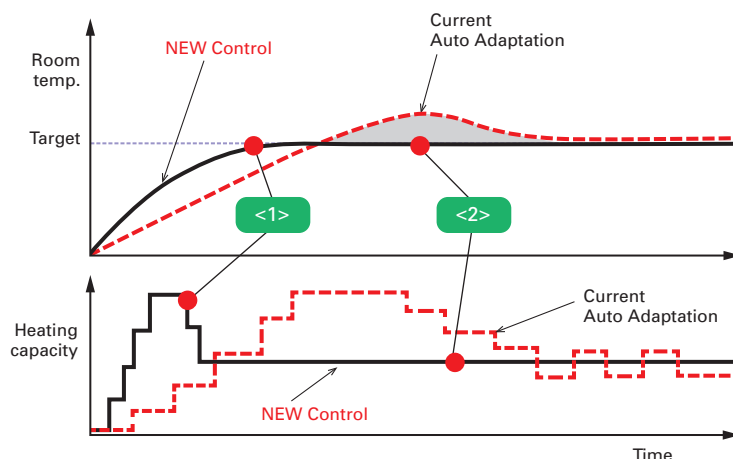 Current
Auto Adaptation
NEW Control
Room
temp.
Target
<1>
<2>
Current
Auto Adaptation
Heating
capacity
NEW Control
Time